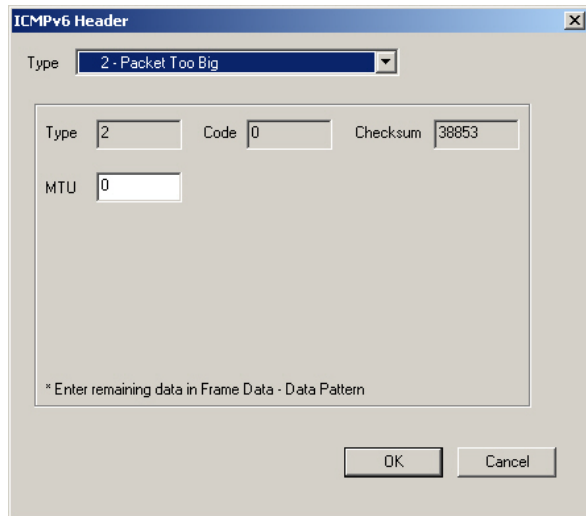 ICMPv6 Header
Type 2 - Packet Too Big
Type 2 Code 0 Checksum 38853
MTU 0
* Enter remaining data in Frame Data - Data Pattern
OK Cancel